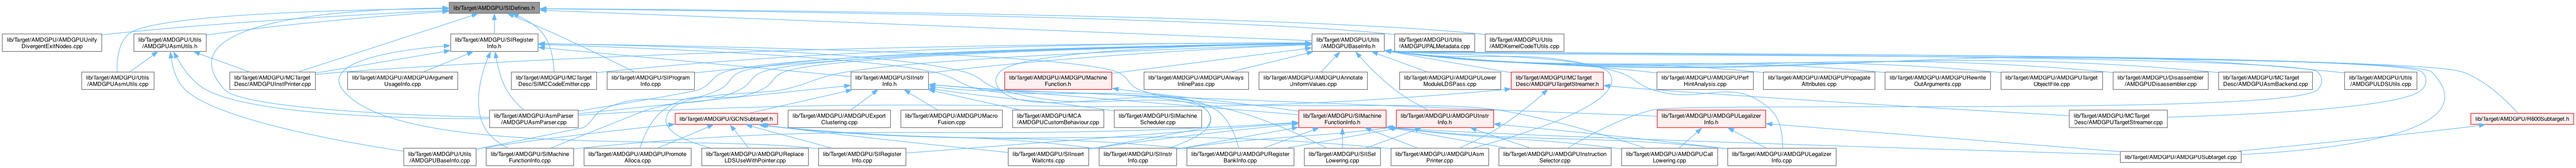 lib/Target/AMDGPU/SIDefines.h
lib/Target/AMDGPU/AMDGPUUnify
DivergentExitNodes.cpp
lib/Target/AMDGPU/Utils
/AMDGPUAsmUtils.h
lib/Target/AMDGPU/SIRegister
Info.h
lib/Target/AMDGPU/Utils
/AMDGPUBaseInfo.h
lib/Target/AMDGPU/Utils
/AMDGPUPALMetadata.cpp
lib/Target/AMDGPU/Utils
/AMDKernelCodeTUtils.cpp
lib/Target/AMDGPU/Utils
/AMDGPUAsmUtils.cpp
lib/Target/AMDGPU/MCTarget
Desc/AMDGPUInstPrinter.cpp
lib/Target/AMDGPU/AMDGPUArgument
UsageInfo.cpp
lib/Target/AMDGPU/MCTarget
Desc/SIMCCodeEmitter.cpp
lib/Target/AMDGPU/SIProgram
Info.cpp
lib/Target/AMDGPU/SIInstr
Info.h
lib/Target/AMDGPU/AMDGPUMachine
Function.h
lib/Target/AMDGPU/AMDGPUAlways
InlinePass.cpp
lib/Target/AMDGPU/AMDGPUAnnotate
UniformValues.cpp
lib/Target/AMDGPU/AMDGPULower
ModuleLDSPass.cpp
lib/Target/AMDGPU/MCTarget
Desc/AMDGPUTargetStreamer.h
lib/Target/AMDGPU/AMDGPUPerf
HintAnalysis.cpp
lib/Target/AMDGPU/AMDGPUPropagate
Attributes.cpp
lib/Target/AMDGPU/AMDGPURewrite
OutArguments.cpp
lib/Target/AMDGPU/AMDGPUTarget
ObjectFile.cpp
lib/Target/AMDGPU/Disassembler
/AMDGPUDisassembler.cpp
lib/Target/AMDGPU/MCTarget
Desc/AMDGPUAsmBackend.cpp
lib/Target/AMDGPU/Utils
/AMDGPULDSUtils.cpp
lib/Target/AMDGPU/AsmParser
/AMDGPUAsmParser.cpp
lib/Target/AMDGPU/GCNSubtarget.h
lib/Target/AMDGPU/AMDGPUExport
Clustering.cpp
lib/Target/AMDGPU/AMDGPUMacro
Fusion.cpp
lib/Target/AMDGPU/MCA
/AMDGPUCustomBehaviour.cpp
lib/Target/AMDGPU/SIMachine
Scheduler.cpp
lib/Target/AMDGPU/SIMachine
FunctionInfo.h
lib/Target/AMDGPU/AMDGPUInstr
Info.h
lib/Target/AMDGPU/AMDGPULegalizer
Info.h
lib/Target/AMDGPU/MCTarget
Desc/AMDGPUTargetStreamer.cpp
lib/Target/AMDGPU/R600Subtarget.h
lib/Target/AMDGPU/Utils
/AMDGPUBaseInfo.cpp
lib/Target/AMDGPU/SIMachine
FunctionInfo.cpp
lib/Target/AMDGPU/AMDGPUPromote
Alloca.cpp
lib/Target/AMDGPU/AMDGPUReplace
LDSUseWithPointer.cpp
lib/Target/AMDGPU/SIRegister
Info.cpp
lib/Target/AMDGPU/SIInsert
Waitcnts.cpp
lib/Target/AMDGPU/SIInstr
Info.cpp
lib/Target/AMDGPU/AMDGPURegister
BankInfo.cpp
lib/Target/AMDGPU/SIISel
Lowering.cpp
lib/Target/AMDGPU/AMDGPUAsm
Printer.cpp
lib/Target/AMDGPU/AMDGPUInstruction
Selector.cpp
lib/Target/AMDGPU/AMDGPUCall
Lowering.cpp
lib/Target/AMDGPU/AMDGPULegalizer
Info.cpp
lib/Target/AMDGPU/AMDGPUSubtarget.cpp